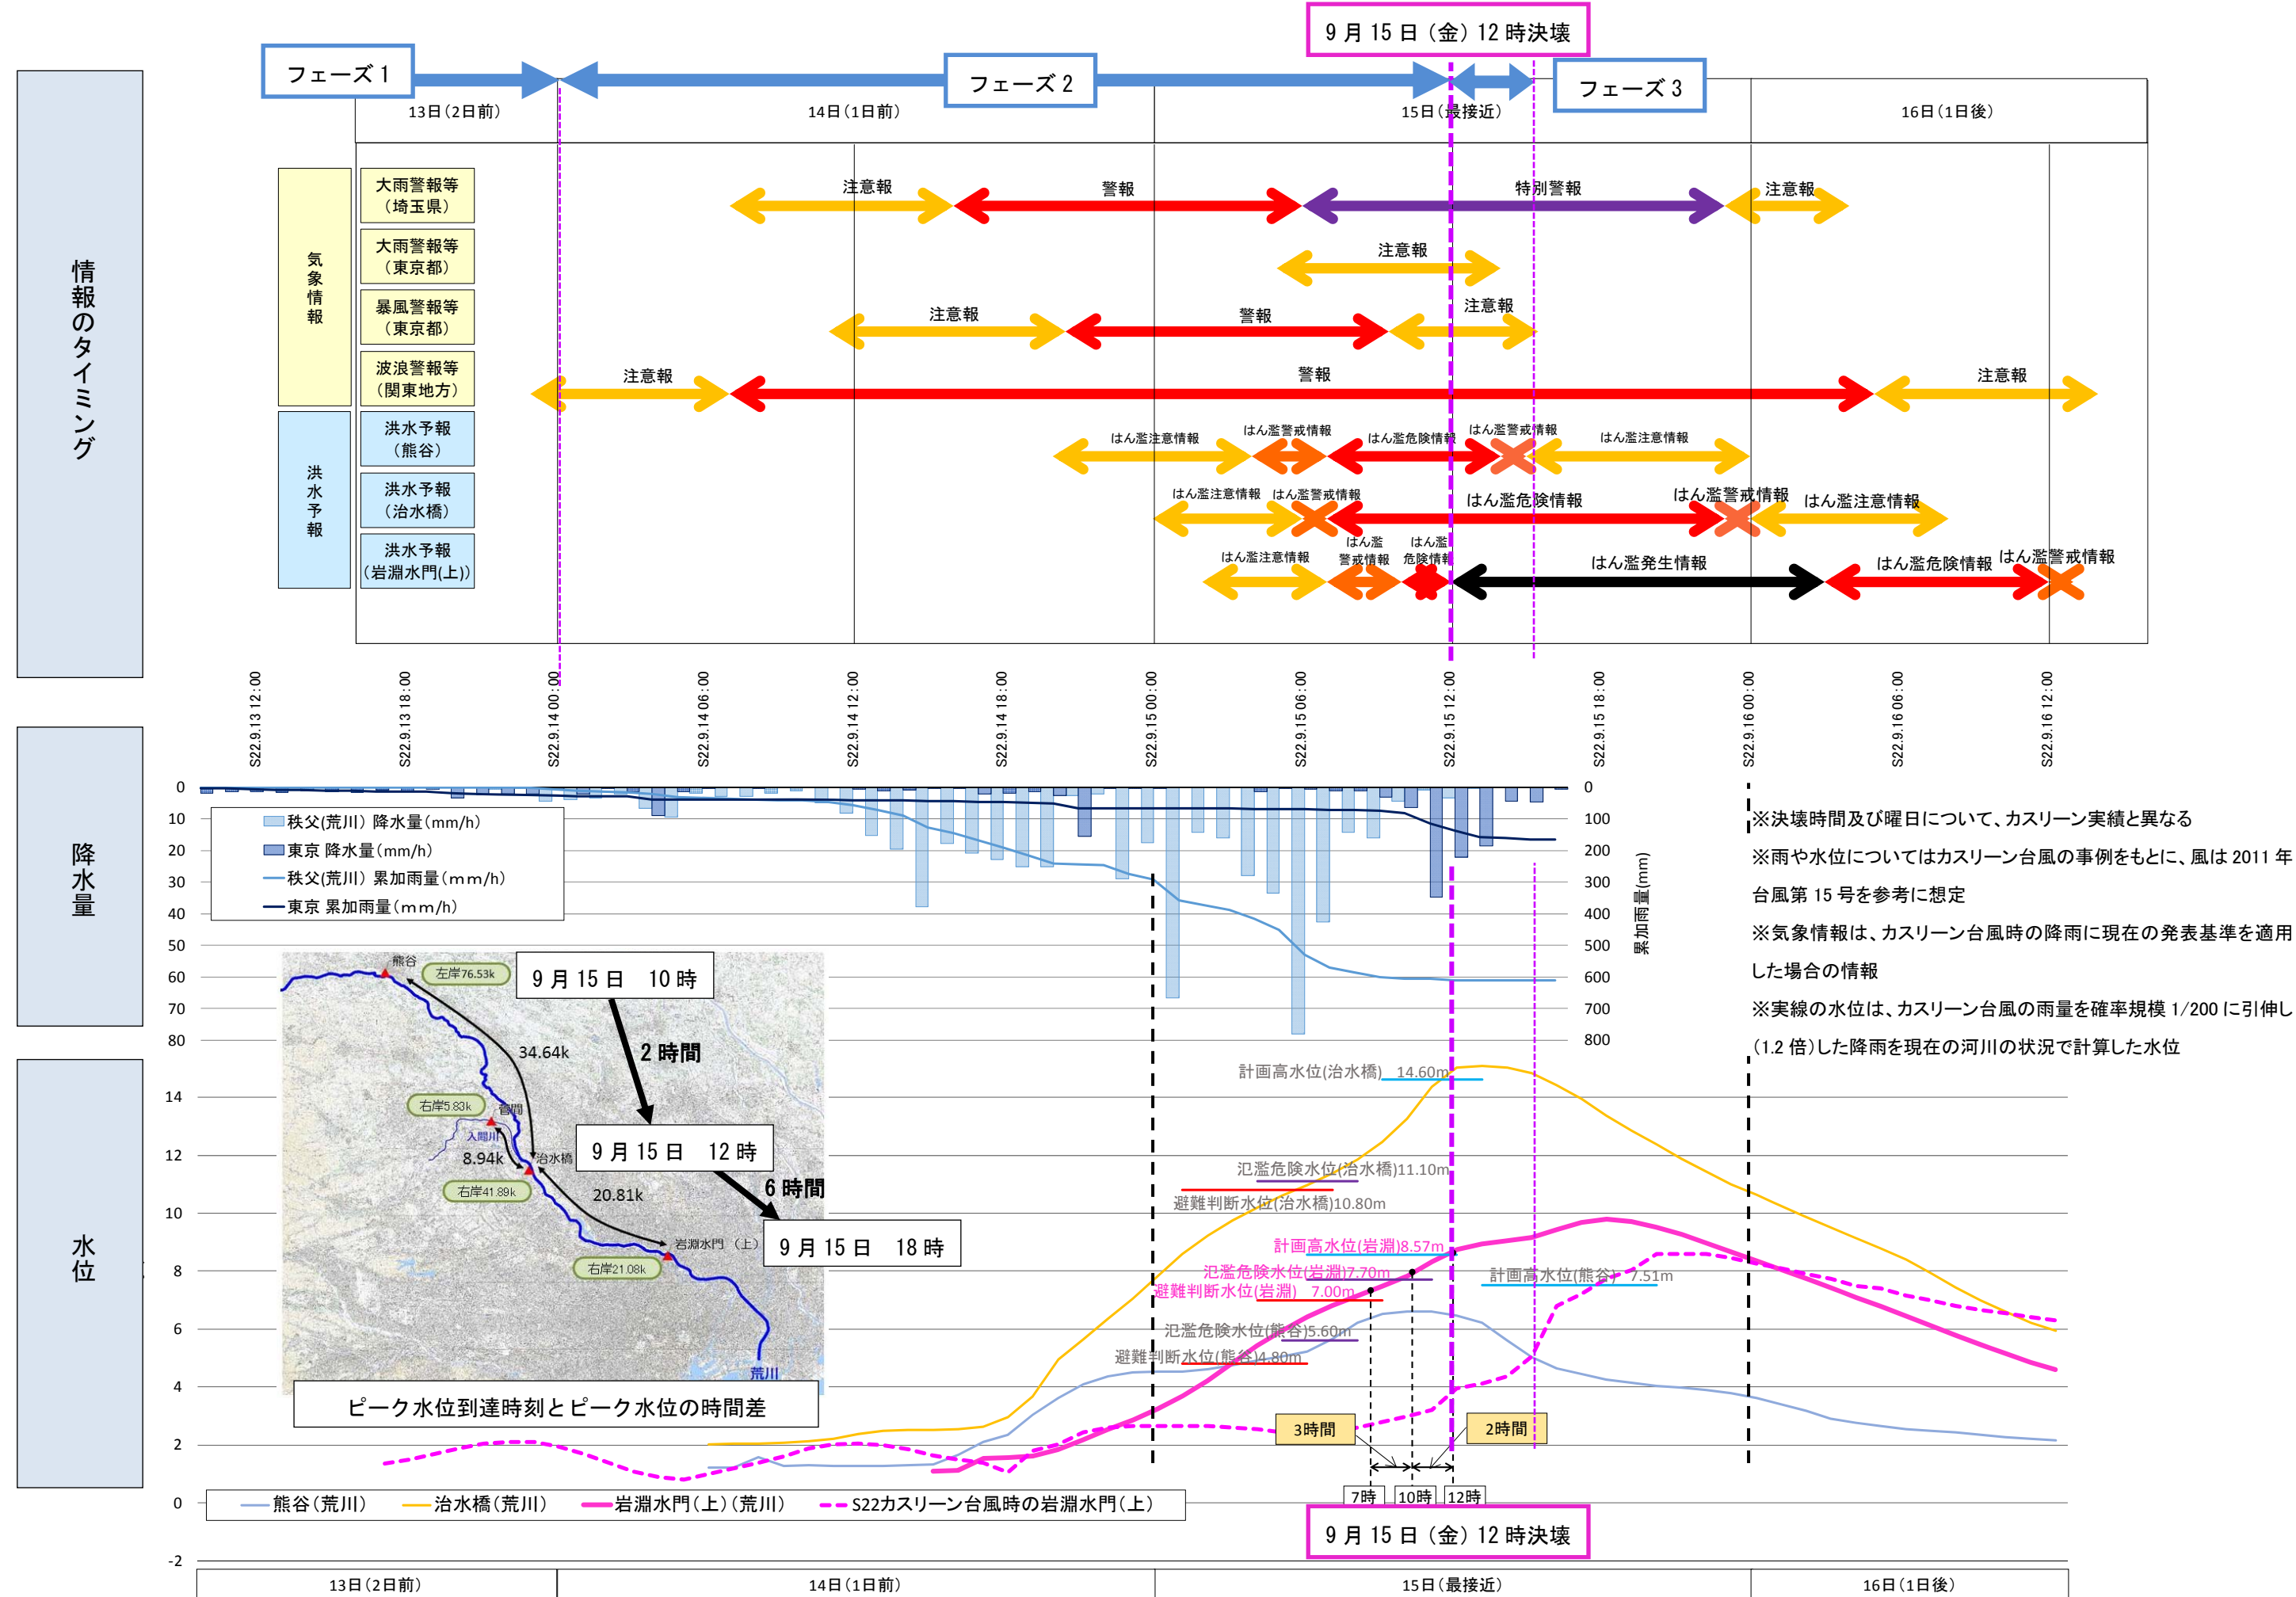 9月15日（金）12時決壊
フェーズ1
フェーズ2
フェーズ3
13日（2日前）
14日（1日前）
15日（最接近）
16日（1日後）
情報のタイミング
気象情報
大雨警報等
（埼玉県）
注意報
警報
特別警報
注意報
大雨警報等
（東京都）
注意報
暴風警報等
（東京都）
注意報
警報
注意報
波浪警報等
（関東地方）
注意報
警報
注意報
洪水予報
洪水予報
（熊谷）
はん濫注意情報
はん濫警戒情報
はん濫危険情報
はん濫警戒情報
はん濫注意情報
洪水予報
（治水橋）
はん濫注意情報
はん濫警戒情報
はん濫危険情報
はん濫警戒情報
はん濫注意情報
洪水予報
（岩淵水門(上)）
はん濫注意情報
はん濫
警戒情報
はん濫
危険情報
はん濫発生情報
はん濫危険情報
はん濫警戒情報
S22.9.13 12:00
S22.9.13 18:00
S22.9.14 00:00
S22.9.14 06:00
S22.9.14 12:00
S22.9.14 18:00
S22.9.15 00:00
S22.9.15 06:00
S22.9.15 12:00
S22.9.15 18:00
S22.9.16 00:00
S22.9.16 06:00
S22.9.16 12:00
降水量
0
10
20
30
40
50
60
70
80
秩父(荒川) 降水量(mm/h)
東京 降水量(mm/h)
秩父(荒川) 累加雨量(mm/h)
東京 累加雨量(mm/h)
0
100
200
300
400
500
600
700
800
累加雨量(mm)
※決壊時間及び曜日について、カスリーン実績と異なる
※雨や水位についてはカスリーン台風の事例をもとに、風は2011年
台風第15号を参考に想定
※気象情報は、カスリーン台風時の降雨に現在の発表基準を適用
した場合の情報
※実線の水位は、カスリーン台風の雨量を確率規模1/200に引伸し
(1.2倍)した降雨を現在の河川の状況で計算した水位
熊谷
左岸76.53k
9月15日　10時
34.64k
2時間
右岸5.83k
菅間
入間川
8.94k
治水橋
9月15日　12時
右岸41.89k
20.81k
6時間
岩淵水門（上）
9月15日　18時
右岸21.08k
荒川
ピーク水位到達時刻とピーク水位の時間差
水位
14
12
10
8
6
4
2
0
-2
計画高水位(治水橋)　14.60m
氾濫危険水位(治水橋)11.10m
避難判断水位(治水橋)10.80m
計画高水位(岩淵)8.57m
氾濫危険水位(岩淵)7.70m
避難判断水位(岩淵)　7.00m
計画高水位(熊谷)　7.51m
氾濫危険水位(熊谷)5.60m
避難判断水位(熊谷)4.80m
3時間
2時間
7時
10時
12時
熊谷(荒川)
治水橋(荒川)
岩淵水門(上)(荒川)
S22カスリーン台風時の岩淵水門(上)
9月15日（金）12時決壊
13日（2日前）
14日（1日前）
15日（最接近）
16日（1日後）